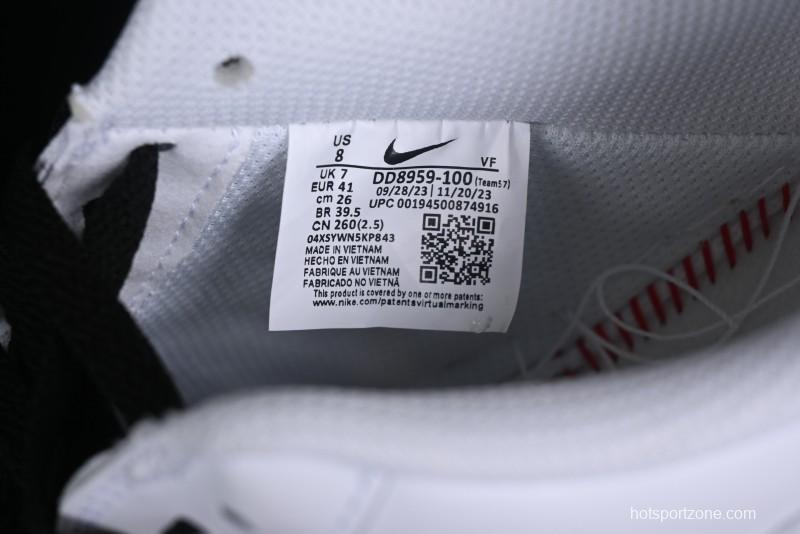 US
8
VF
UK 7
EUR 41
cm 26
BR 39.5
CN 260(2.5)
DD8959-100 (Team57)
09/28/23 | 11/20/23
UPC 00194500874916
04XSYWN5KP843
MADE IN VIETNAM
HECHO EN VIETNAM
FABRIQUE AU VIETNAM
FABRICADO NO VIETNÃ
This product is covered by one or more patents:
www.nike.com/patentsvirtualmarking
hotsportzone.com